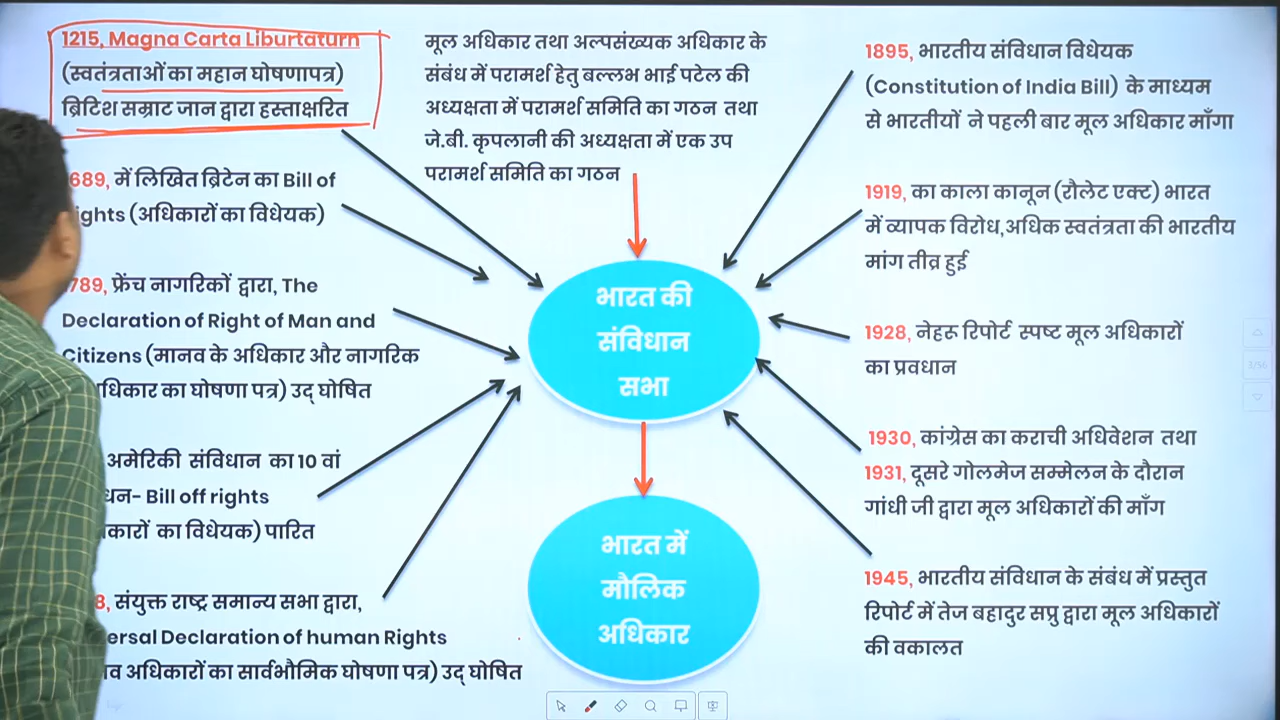 1215, Magna Carta Liburtaturn
(स्वतंत्रताओं का महान घोषणापत्र)
ब्रिटिश सम्राट जान द्वारा हस्ताक्षरित
689, में लिखित ब्रिटेन का Bill of
ights (अधिकारों का विधेयक)
789, फ्रेंच नागरिकों द्वारा, The
Declaration of Right of Man and
Citizens (मानव के अधिकार और नागरिक
धिकार का घोषणा पत्र) उद् घोषित
अमेरिकी संविधान का 10 वां
धन- Bill off rights
कारों का विधेयक) पारित
8, संयुक्त राष्ट्र समान्य सभा द्वारा,
ersal Declaration of human Rights
व अधिकारों का सार्वभौमिक घोषणा पत्र) उद् घोषित
मूल अधिकार तथा अल्पसंख्यक अधिकार के
संबंध में परामर्श हेतु बल्लभ भाई पटेल की
अध्यक्षता में परामर्श समिति का गठन तथा
जे.बी. कृपलानी की अध्यक्षता में एक उप
परामर्श समिति का गठन
भारत की
संविधान
सभा
भारत में
मौलिक
अधिकार
1895, भारतीय संविधान विधेयक
(Constitution of India Bill) के माध्यम
से भारतीयों ने पहली बार मूल अधिकार माँगा
1919, का काला कानून (रौलेट एक्ट) भारत
में व्यापक विरोध,अधिक स्वतंत्रता की भारतीय
मांग तीव्र हुई
1928, नेहरू रिपोर्ट स्पष्ट मूल अधिकारों
का प्रवधान
1930, कांग्रेस का कराची अधिवेशन तथा
1931, दूसरे गोलमेज सम्मेलन के दौरान
गांधी जी द्वारा मूल अधिकारों की माँग
1945, भारतीय संविधान के संबंध में प्रस्तुत
रिपोर्ट में तेज बहादुर सप्रु द्वारा मूल अधिकारों
की वकालत
3/56